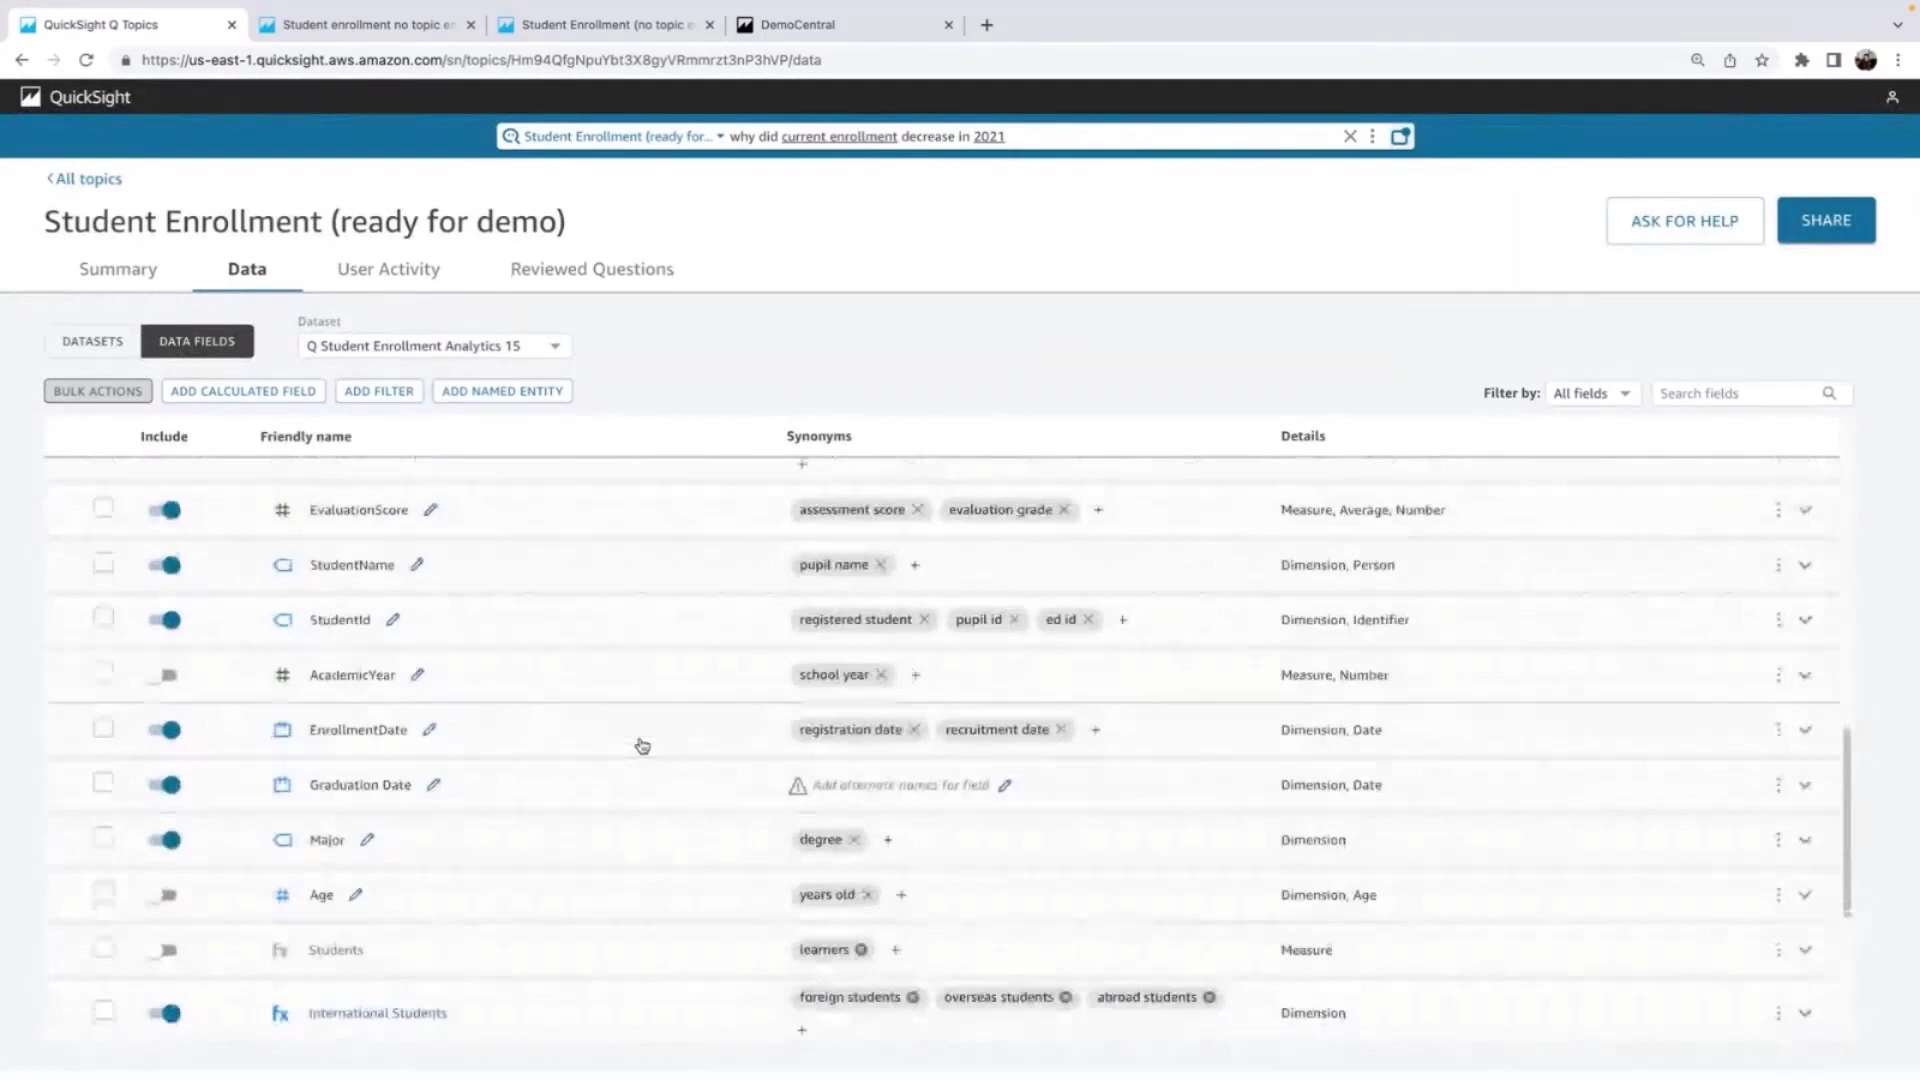 QuickSight Q Topics
Student enrollment no topic en
Student Enrollment (no topic e
DemoCentral
https://us-east-1.quicksight.aws.amazon.com/sn/topics/Hm94QfgNpuYbt3X8gyVRmmrzt3nP3hVP/data
QuickSight
Student Enrollment (ready for... why did current enrollment decrease in 2021
All topics
Student Enrollment (ready for demo)
ASK FOR HELP
SHARE
Summary
Data
User Activity
Reviewed Questions
DATASETS
DATA FIELDS
Dataset
Q Student Enrollment Analytics 15
BULK ACTIONS
ADD CALCULATED FIELD
ADD FILTER
ADD NAMED ENTITY
Filter by:
All fields
Search fields
Include
Friendly name
Synonyms
Details
EvaluationScore assessment score evaluation grade Measure, Average, Number
StudentName pupil name Dimension, Person
StudentId registered student pupil id ed id Dimension, Identifier
AcademicYear school year Measure, Number
EnrollmentDate registration date recruitment date Dimension, Date
Graduation Date Add alternate names for field Dimension, Date
Major degree Dimension
Age years old Dimension, Age
Students learners Measure
International Students foreign students overseas students abroad students Dimension